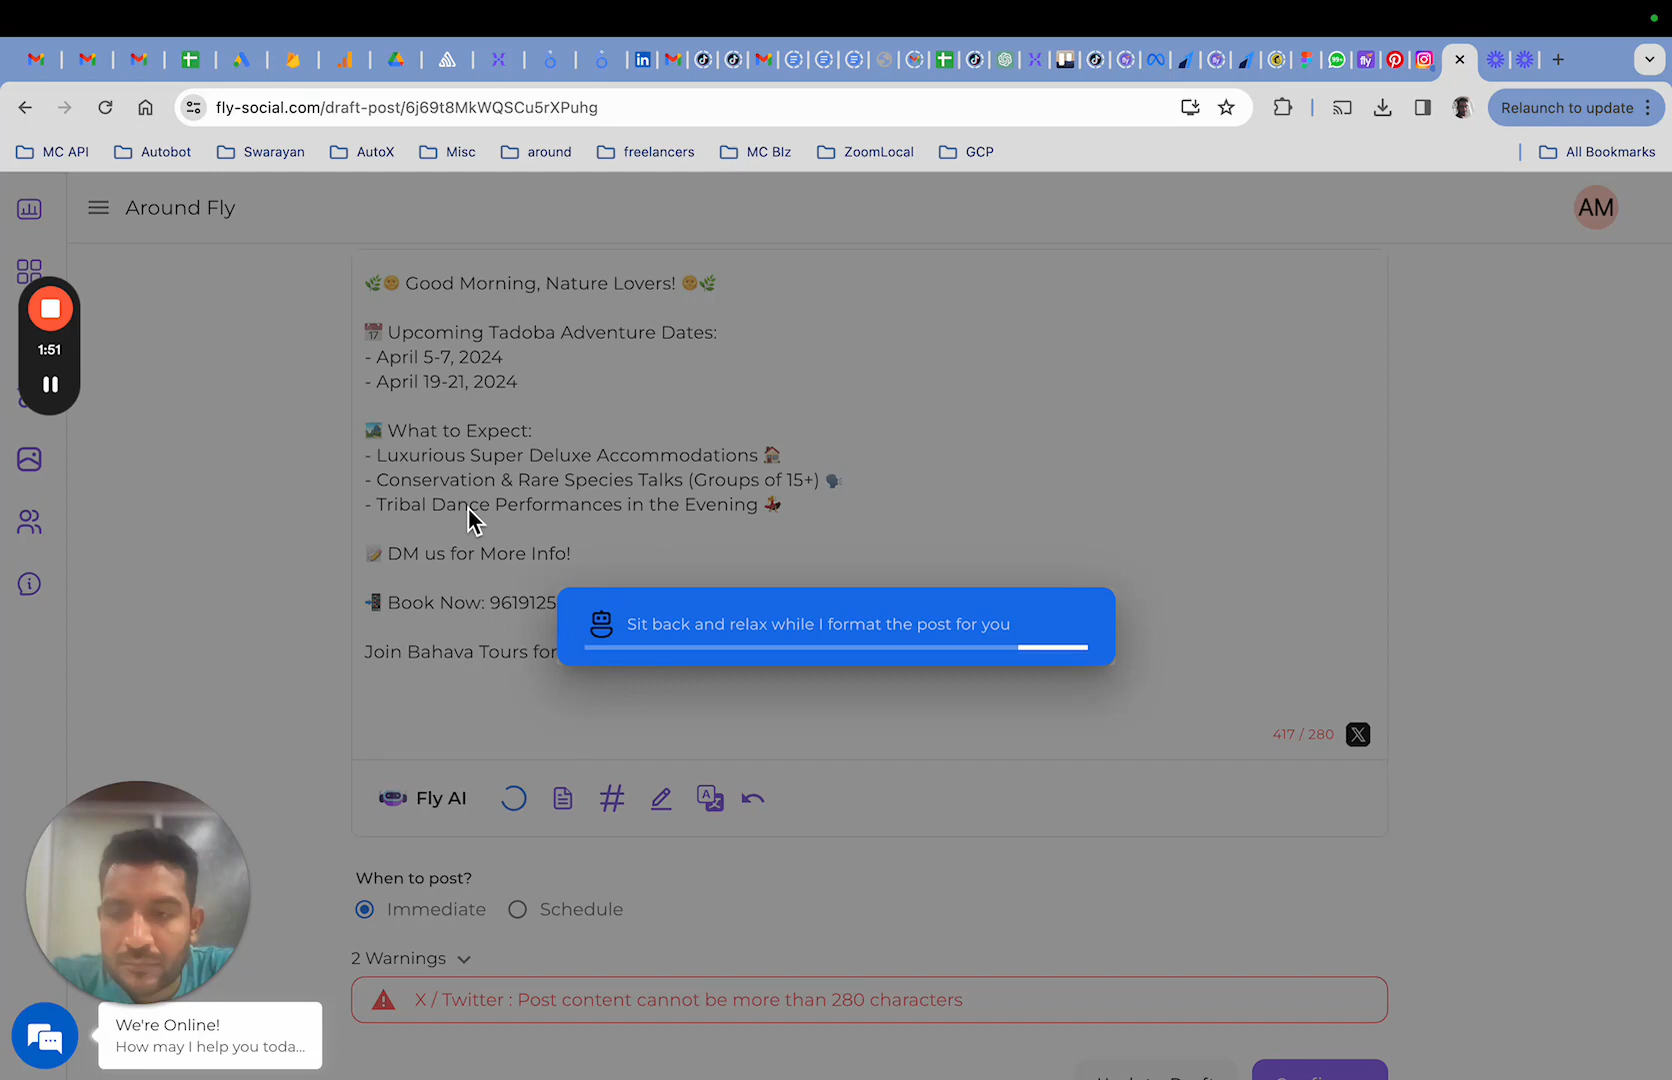 fly-social.com/draft-post/6j69t8MkWQSCu5rXPuhg
Relaunch to update
MC API
Autobot
Swarayan
AutoX
Misc
around
freelancers
MC BIz
ZoomLocal
GCP
All Bookmarks
Around Fly
AM
1:51
🌿🌞 Good Morning, Nature Lovers! 🌞🌿
📅 Upcoming Tadoba Adventure Dates:
- April 5-7, 2024
- April 19-21, 2024
🏞️ What to Expect:
- Luxurious Super Deluxe Accommodations 🏠
- Conservation & Rare Species Talks (Groups of 15+) 🗣️
- Tribal Dance Performances in the Evening 💃
📝 DM us for More Info!
📲 Book Now: 9619125
Join Bahava Tours for
Sit back and relax while I format the post for you
417 / 280
Fly AI
When to post?
Immediate
Schedule
2 Warnings
X / Twitter : Post content cannot be more than 280 characters
We're Online!
How may I help you toda...